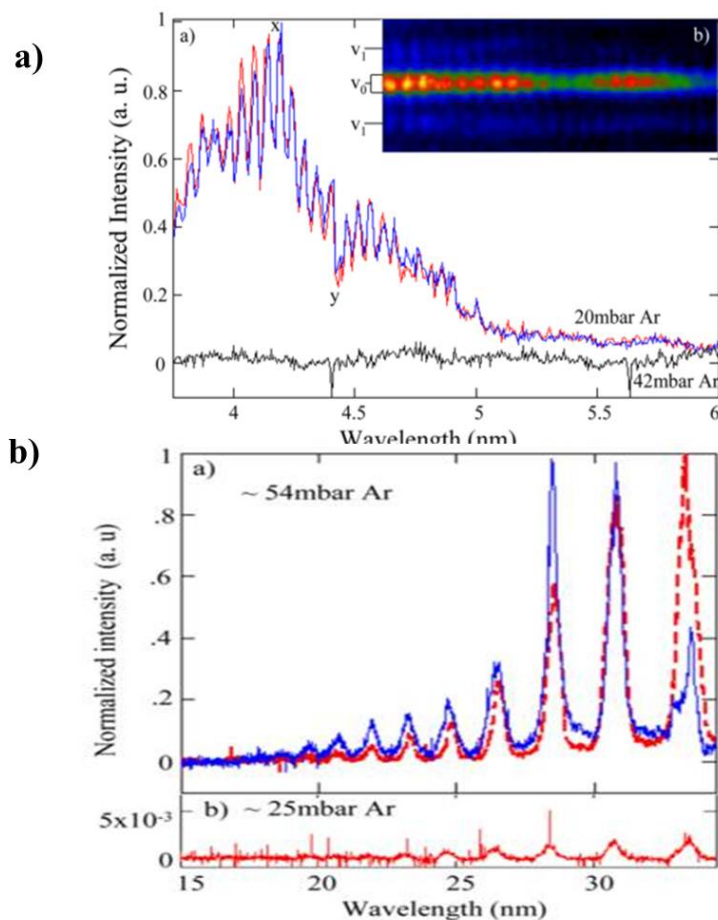 a)
a)
x
b)
v₁
v₀
v₁
Normalized Intensity (a. u.)
1
0.8
0.6
0.4
0.2
0
y
20mbar Ar
42mbar Ar
4 4.5 5 5.5 6
Wavelength (nm)
b)
a)
~ 54mbar Ar
Normalized intensity (a. u)
1
.8
.6
.4
.2
0
b) ~ 25mbar Ar
5x10⁻³
0
15 20 25 30
Wavelength (nm)